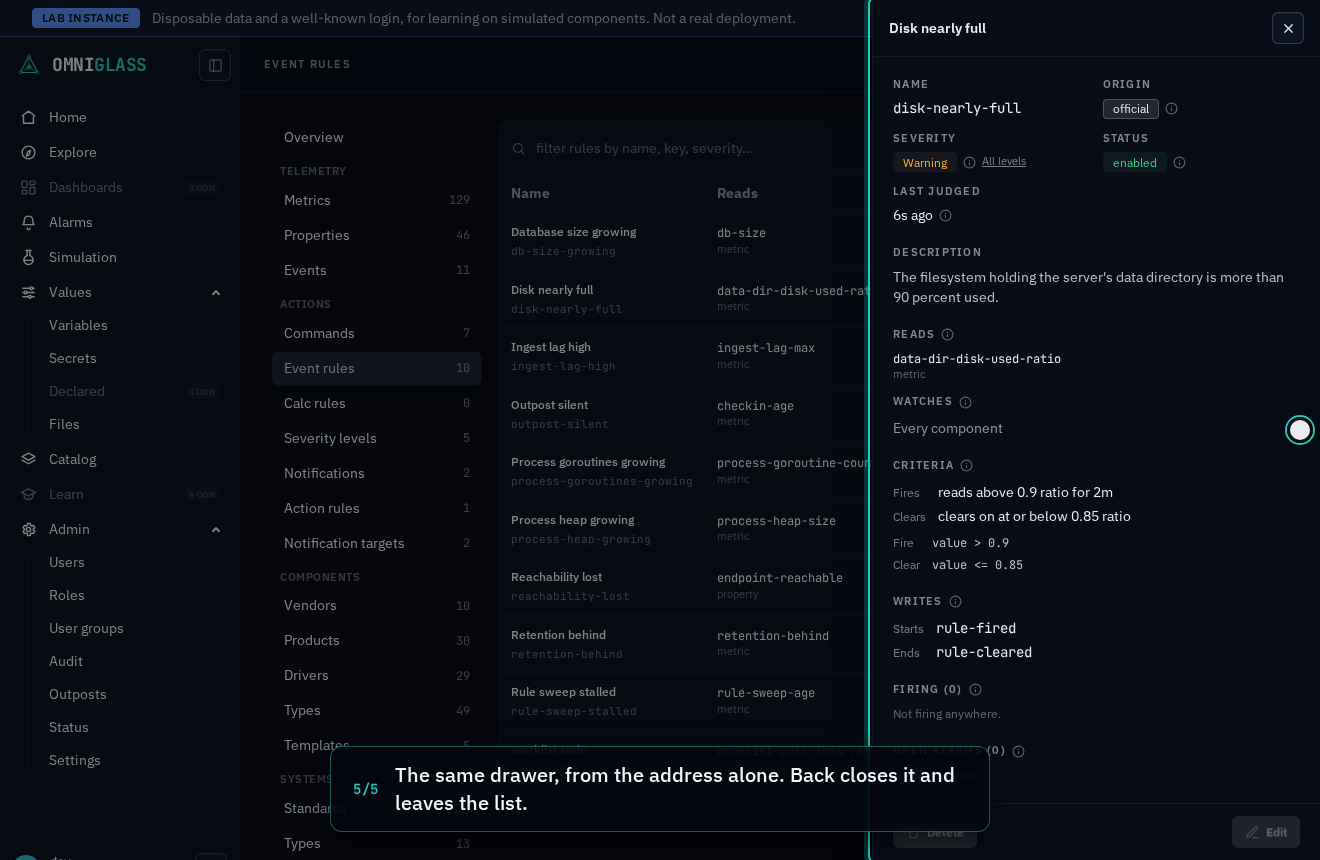 LAB INSTANCE Disposable data and a well-known login, for learning on simulated components. Not a real deployment.
OMNIGLASS
Home
Explore
Dashboards SOON
Alarms
Simulation
Values
Variables
Secrets
Declared SOON
Files
Catalog
Learn SOON
Admin
Users
Roles
User groups
Audit
Outposts
Status
Settings
EVENT RULES
Overview
TELEMETRY
Metrics 129
Properties 46
Events 11
ACTIONS
Commands 7
Event rules 10
Calc rules 0
Severity levels 5
Notifications 2
Action rules 1
Notification targets 2
COMPONENTS
Vendors 10
Products 30
Drivers 29
Types 49
Templates 5
SYSTEMS
Standards
Types 13
filter rules by name, key, severity...
Name Reads
Database size growing db-size
db-size-growing metric
Disk nearly full data-dir-disk-used-rat
disk-nearly-full metric
Ingest lag high ingest-lag-max
ingest-lag-high metric
Outpost silent checkin-age
outpost-silent metric
Process goroutines growing process-goroutine-coun
process-goroutines-growing metric
Process heap growing process-heap-size
process-heap-growing metric
Reachability lost endpoint-reachable
reachability-lost property
Retention behind retention-behind
retention-behind metric
Rule sweep stalled rule-sweep-age
rule-sweep-stalled metric
Disk nearly full
NAME ORIGIN
disk-nearly-full official
SEVERITY STATUS
Warning All levels enabled
LAST JUDGED
6s ago
DESCRIPTION
The filesystem holding the server's data directory is more than
90 percent used.
READS
data-dir-disk-used-ratio
metric
WATCHES
Every component
CRITERIA
Fires reads above 0.9 ratio for 2m
Clears clears on at or below 0.85 ratio
Fire value > 0.9
Clear value <= 0.85
WRITES
Starts rule-fired
Ends rule-cleared
FIRING (0)
Not firing anywhere.
OPEN ALARMS (0)
Delete Edit
5/5 The same drawer, from the address alone. Back closes it and
leaves the list.